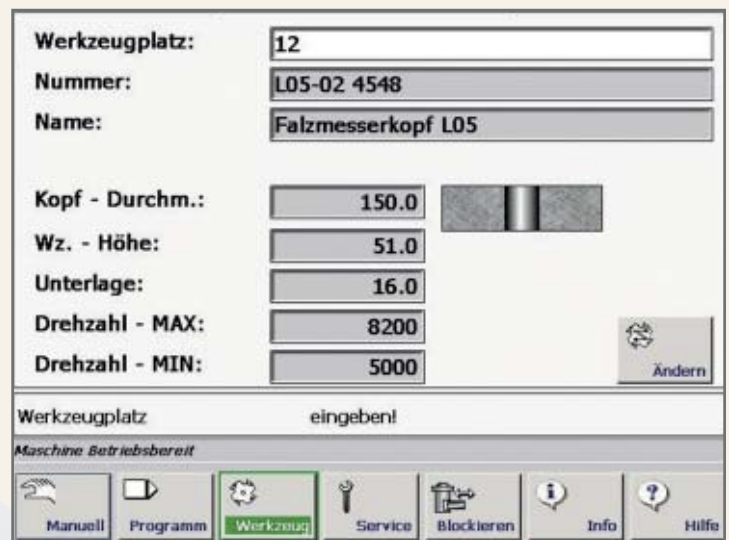 Werkzeugplatz: 12
Nummer: L05-02 4548
Name: Falzmesserkopf L05
Kopf - Durchm.: 150.0
Wz. - Höhe: 51.0
Unterlage: 16.0
Drehzahl - MAX: 8200
Drehzahl - MIN: 5000
Ändern
Werkzeugplatz eingeben!
Maschine Betriebsbereit
Manuell Programm Werkzeug Service Blockieren Info Hilfe